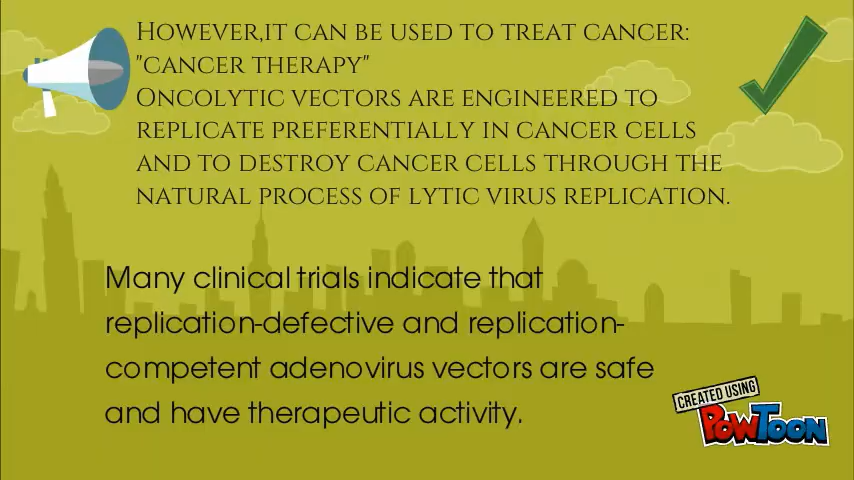 However,it can be used to treat cancer:
"cancer therapy"
Oncolytic vectors are engineered to
replicate preferentially in cancer cells
and to destroy cancer cells through the
natural process of lytic virus replication.
Many clinical trials indicate that
replication-defective and replication-
competent adenovirus vectors are safe
and have therapeutic activity.
CREATED USING
PowToon